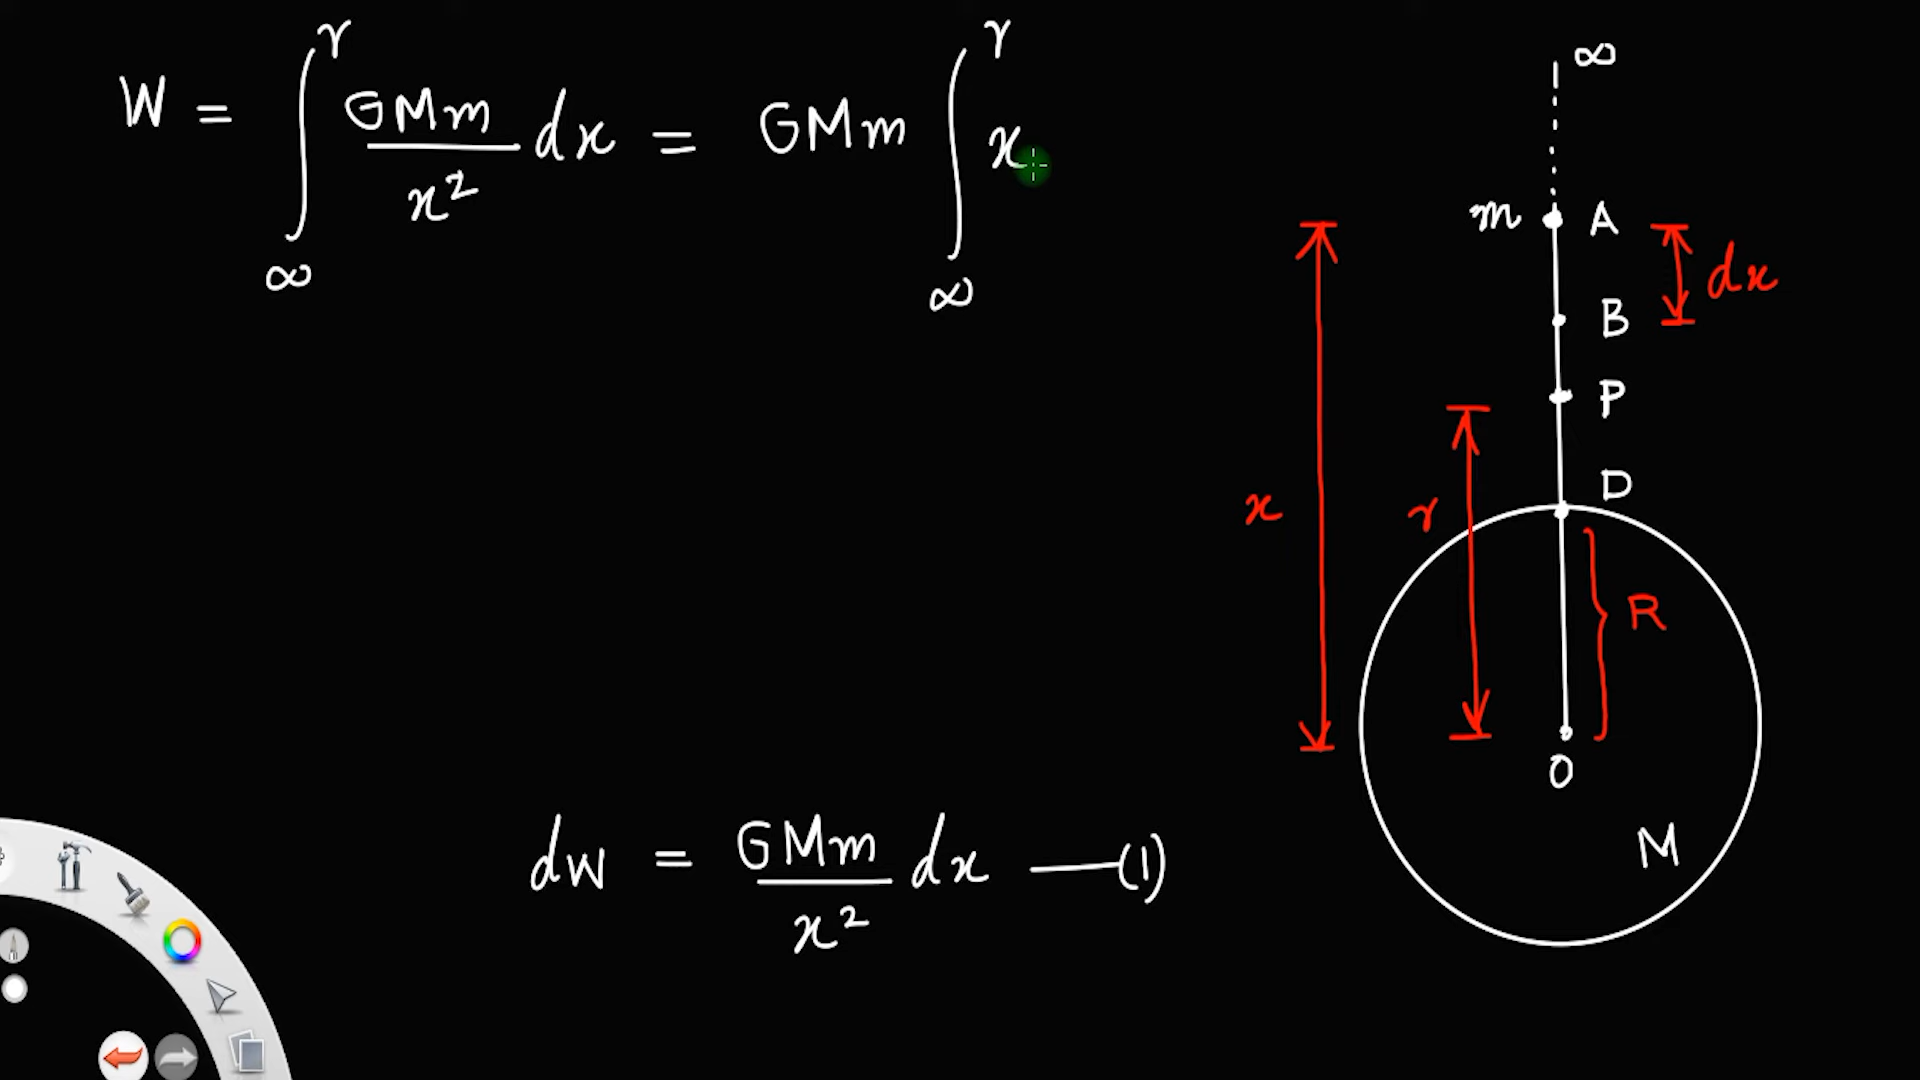 W = ∫_∞^r GMm/x² dx = GMm ∫_∞^r x
∞
m A
dx
B
P
D
x
r
R
O
M
dW = GMm/x² dx —(1)